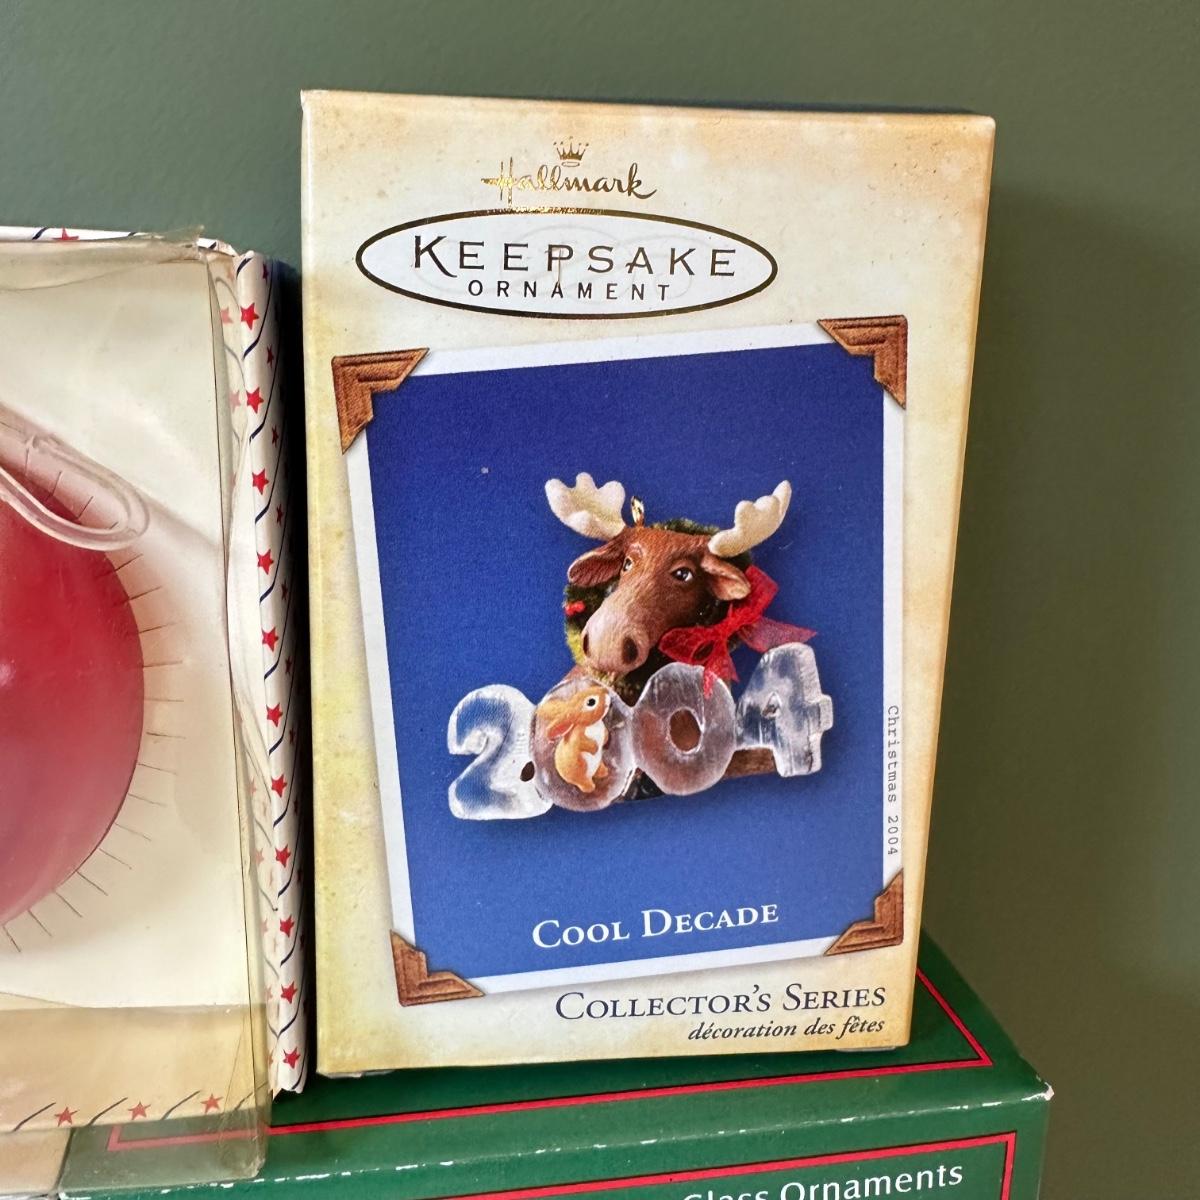 Hallmark
KEEPSAKE
ORNAMENT
2004
Christmas 2004
COOL DECADE
COLLECTOR'S SERIES
décoration des fêtes
Glass Ornaments